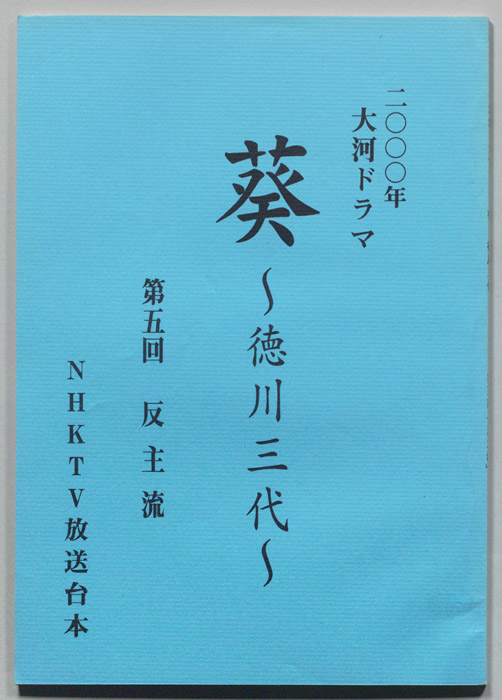 二〇〇〇年
大河ドラマ
葵
~徳川三代~
第五回 反主流
NHKTV放送台本